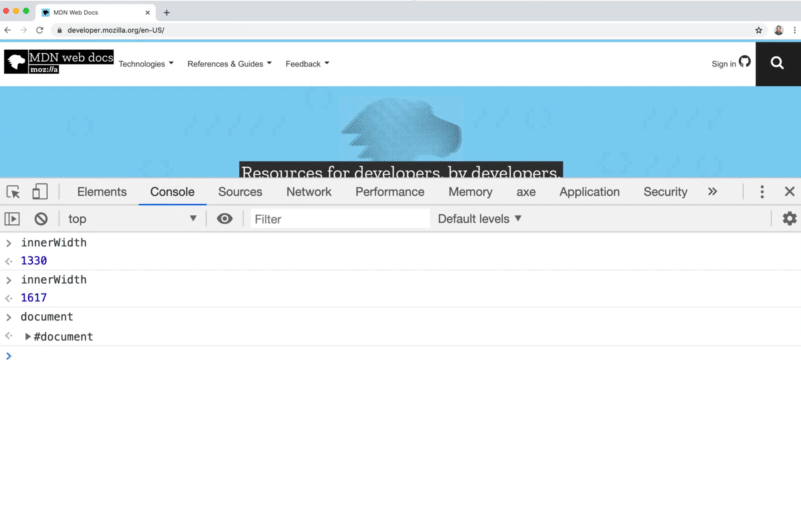 MDN Web Docs
developer.mozilla.org/en-US/
MDN web docs
moz://a
Technologies References & Guides Feedback Sign in
Resources for developers, by developers.
Elements Console Sources Network Performance Memory axe Application Security
top Filter Default levels
innerWidth
1330
innerWidth
1617
document
#document